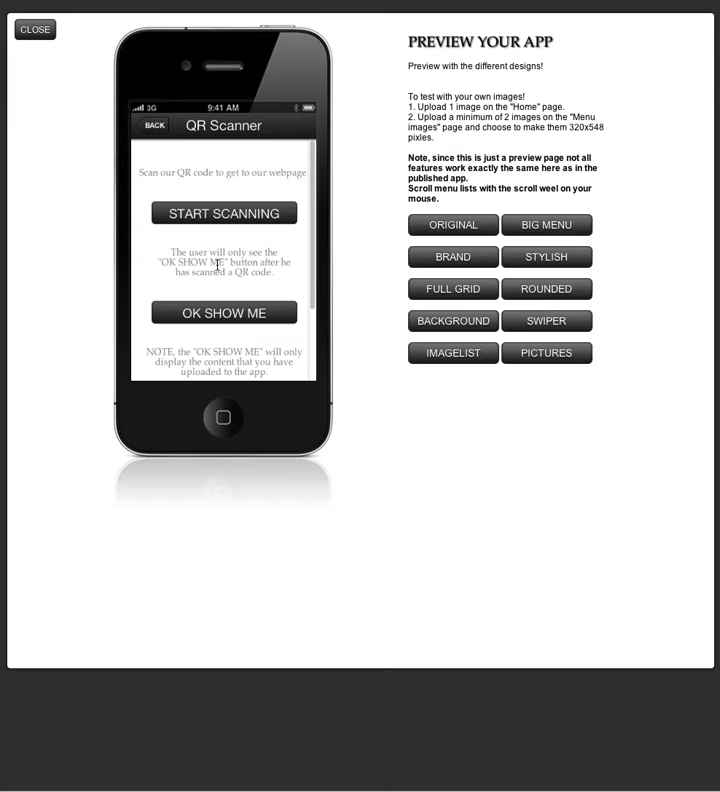 CLOSE
3G 9:41 AM
BACK QR Scanner
Scan our QR code to get to our webpage.
START SCANNING
The user will only see the
"OK SHOW ME" button after he
has scanned a QR code.
OK SHOW ME
NOTE, the "OK SHOW ME" will only
display the content that you have
uploaded to the app.
PREVIEW YOUR APP
Preview with the different designs!
To test with your own images!
1. Upload 1 image on the "Home" page.
2. Upload a minimum of 2 images on the "Menu
images" page and choose to make them 320x548
pixles.
Note, since this is just a preview page not all
features work exactly the same here as in the
published app.
Scroll menu lists with the scroll weel on your
mouse.
ORIGINAL BIG MENU
BRAND STYLISH
FULL GRID ROUNDED
BACKGROUND SWIPER
IMAGELIST PICTURES